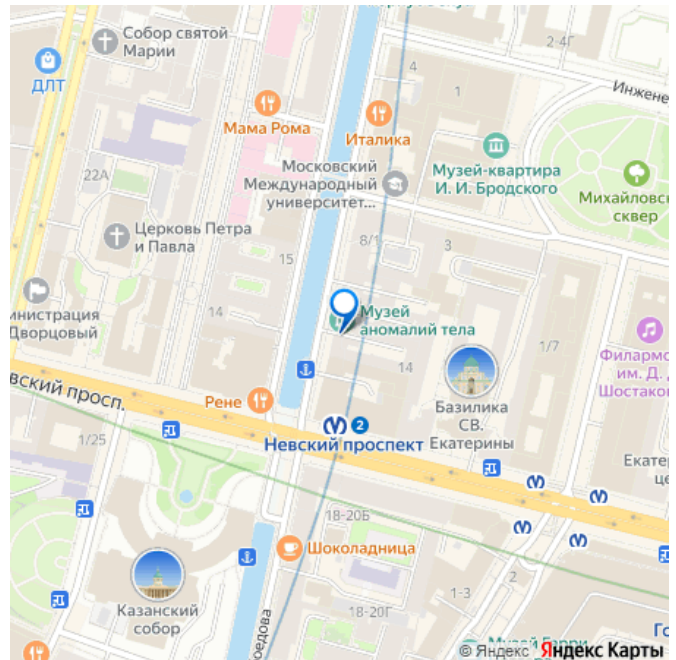 Собор святой
Марии
ДЛТ
2-4Г
4
1
Инжене
Мама Рома
Италика
Московский
Международный
университет...
Музей-квартира
И. И. Бродского
Михайловск
сквер
22А
Церковь Петра
и Павла
8/1
3
15
инистрация
Дворцовый
14
Музей
аномалий тела
14
1/7
Филармо
им. Д. Д
Шостако
Базилика
СВ.
Екатерины
вский просп.
Рене
2
Невский проспект
1/25
Екатер
це
18-20Б
Шоколадница
1-3
2
Казанский
собор
18-20Г
оедова
Музей Гарри
Го
© Яндекс Яндекс Карты